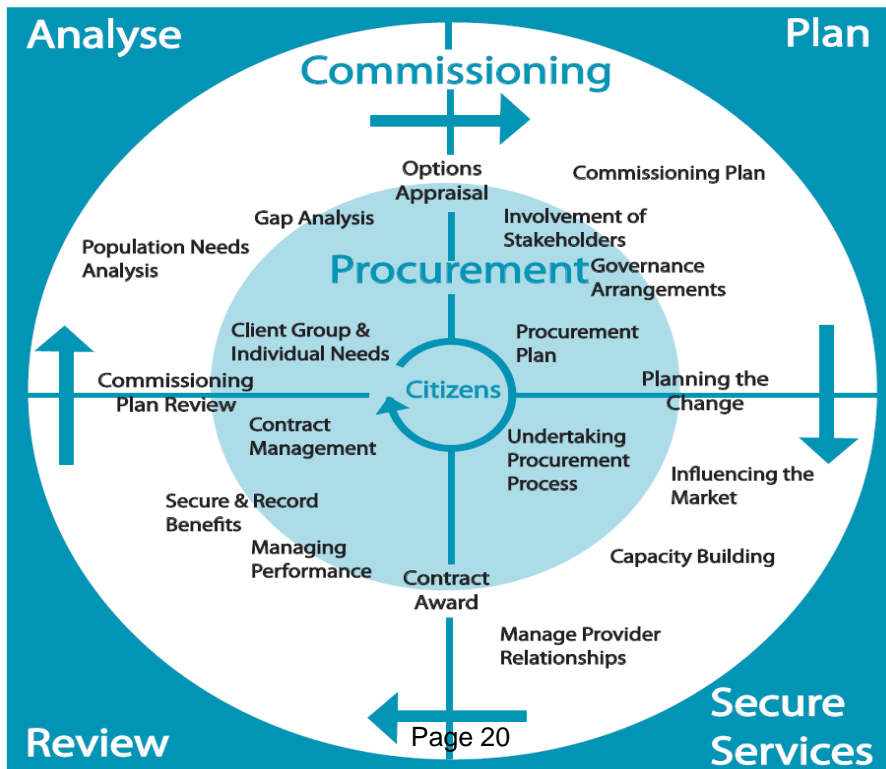 Analyse
Plan
Commissioning
Options
Appraisal
Commissioning Plan
Gap Analysis
Involvement of
Stakeholders
Population Needs
Analysis
Procurement
Governance
Arrangements
Client Group &
Individual Needs
Procurement
Plan
Commissioning
Plan Review
Citizens
Planning the
Change
Contract
Management
Undertaking
Procurement
Process
Influencing the
Market
Secure & Record
Benefits
Managing
Performance
Capacity Building
Contract
Award
Manage Provider
Relationships
Review
Page 20
Secure
Services